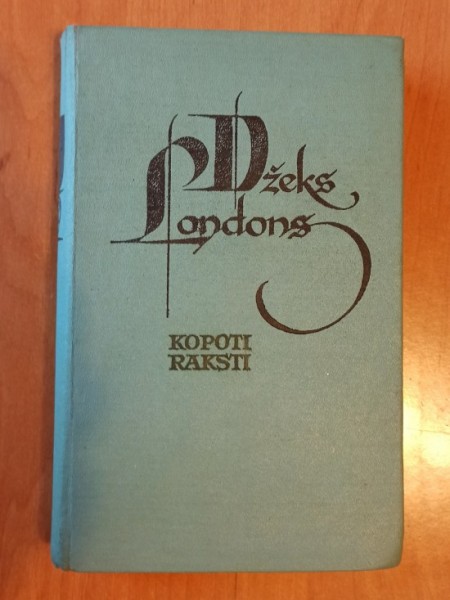 Džeks
Londons
KOPOTI
RAKSTI